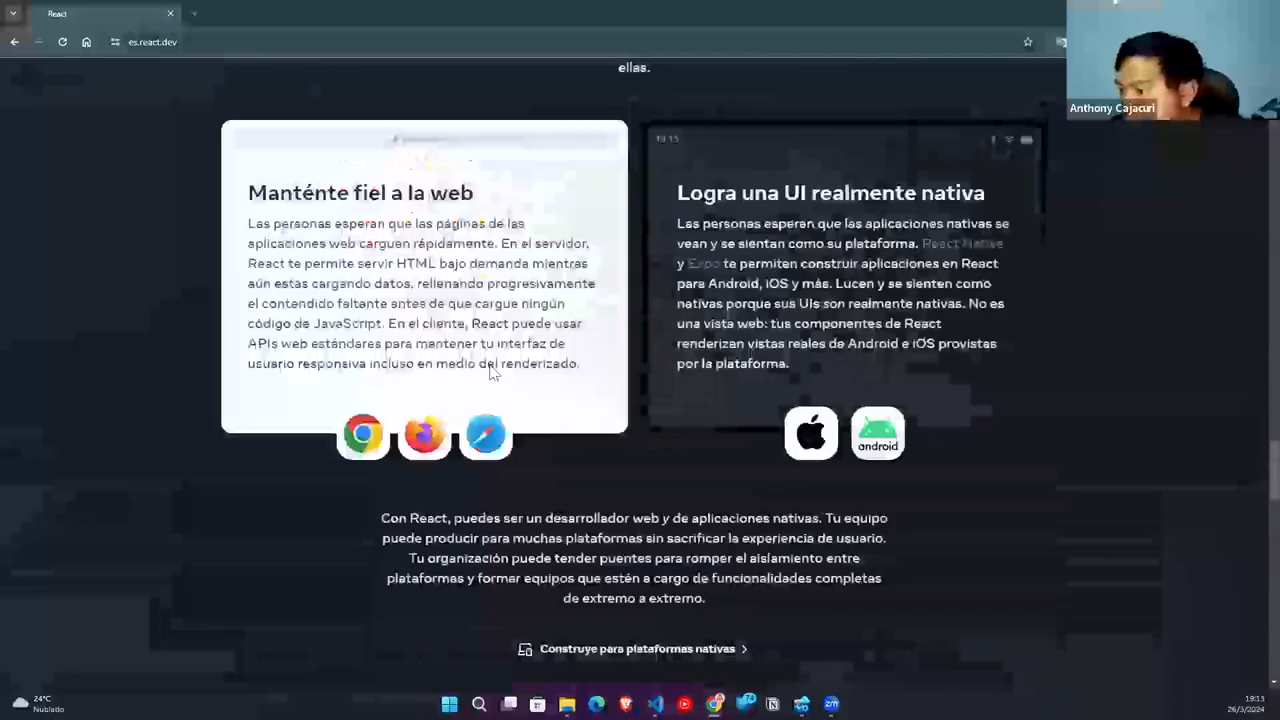 React
es.react.dev
Anthony Cajacuri
ellas.
19:15
Manténte fiel a la web
Las personas esperan que las páginas de las
aplicaciones web carguen rápidamente. En el servidor,
React te permite servir HTML bajo demanda mientras
aún estás cargando datos, rellenando progresivamente
el contendido faltante antes de que cargue ningún
código de JavaScript. En el cliente, React puede usar
APIs web estándares para mantener tu interfaz de
usuario responsiva incluso en medio del renderizado.
Logra una UI realmente nativa
Las personas esperan que las aplicaciones nativas se
vean y se sientan como su plataforma. React Native
y Expo te permiten construir aplicaciones en React
para Android, iOS y más. Lucen y se sienten como
nativas porque sus UIs son realmente nativas. No es
una vista web: tus componentes de React
renderizan vistas reales de Android e iOS provistas
por la plataforma.
android
Con React, puedes ser un desarrollador web y de aplicaciones nativas. Tu equipo
puede producir para muchas plataformas sin sacrificar la experiencia de usuario.
Tu organización puede tender puentes para romper el aislamiento entre
plataformas y formar equipos que estén a cargo de funcionalidades completas
de extremo a extremo.
Construye para plataformas nativas
24°C
Nublado
74
zm
19:13
26/3/2024